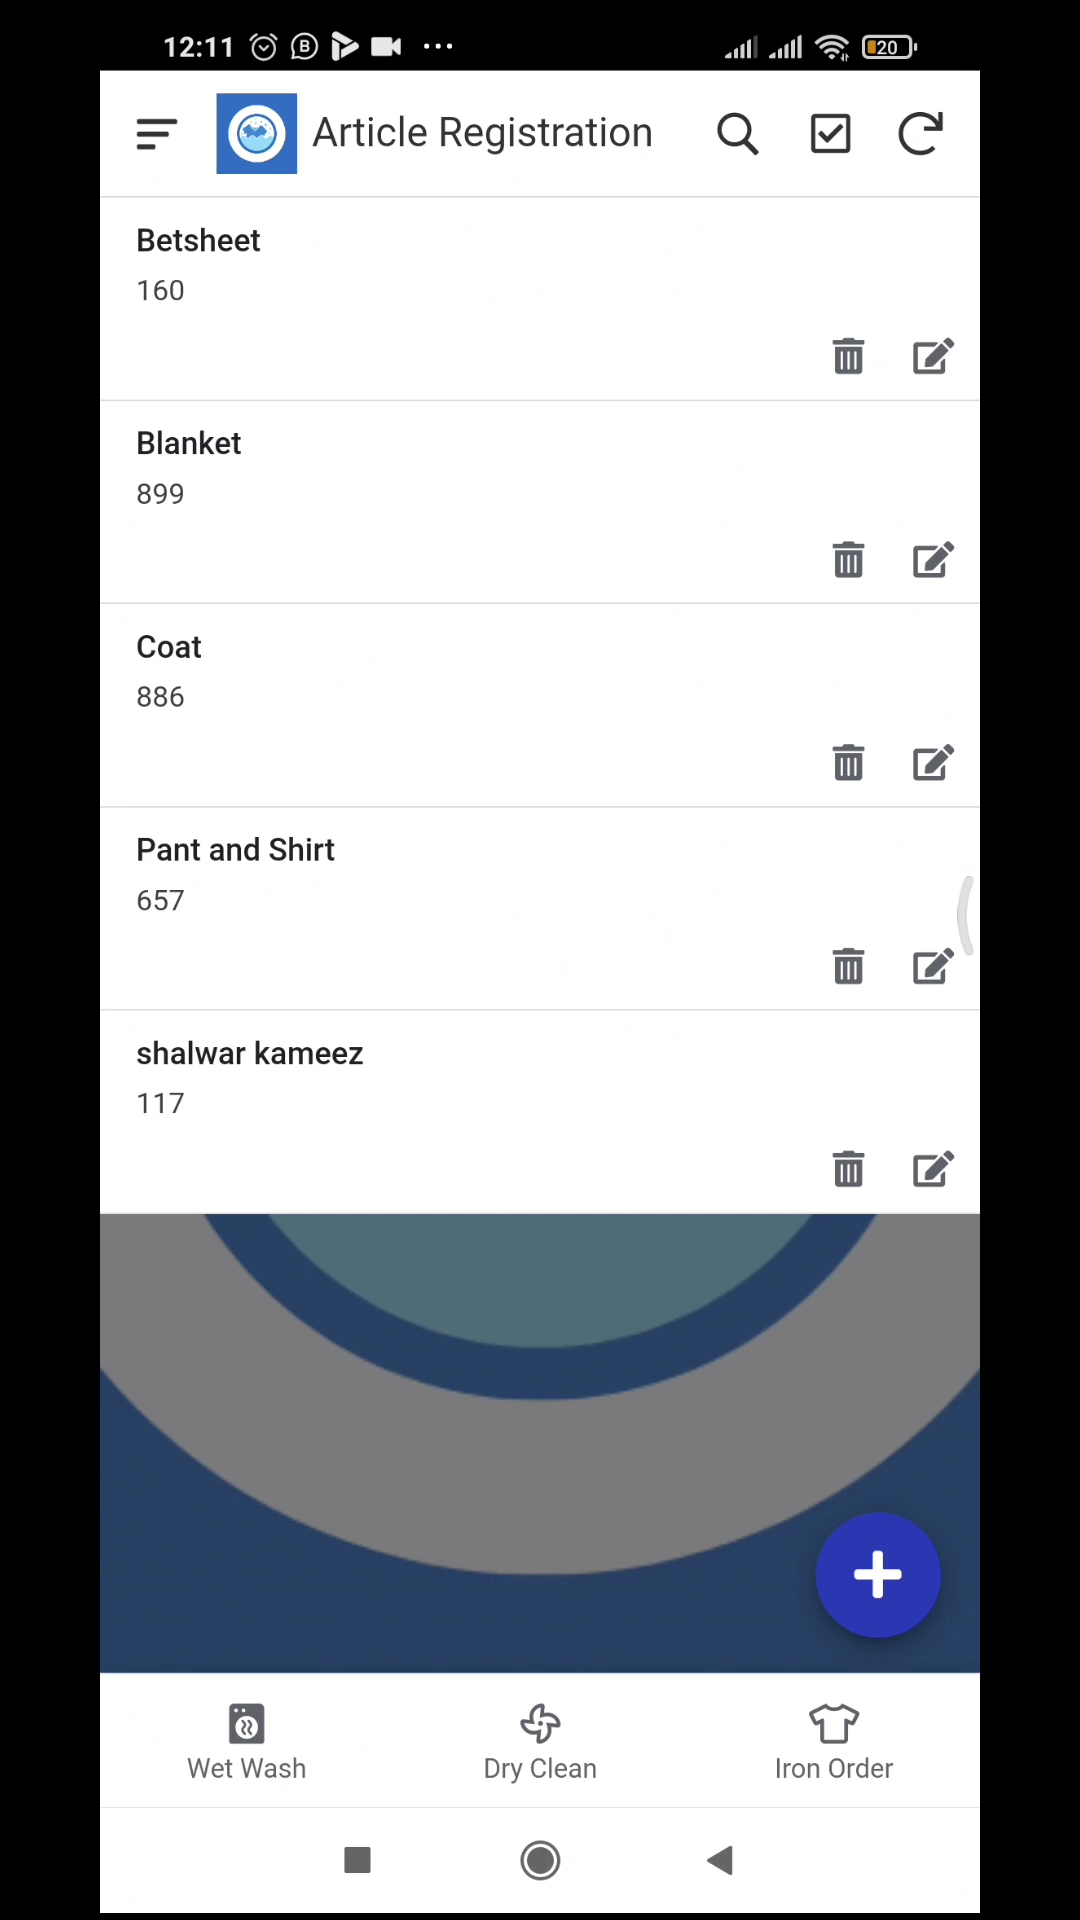 12:11
20
Article Registration
Betsheet
160
Blanket
899
Coat
886
Pant and Shirt
657
shalwar kameez
117
Wet Wash
Dry Clean
Iron Order